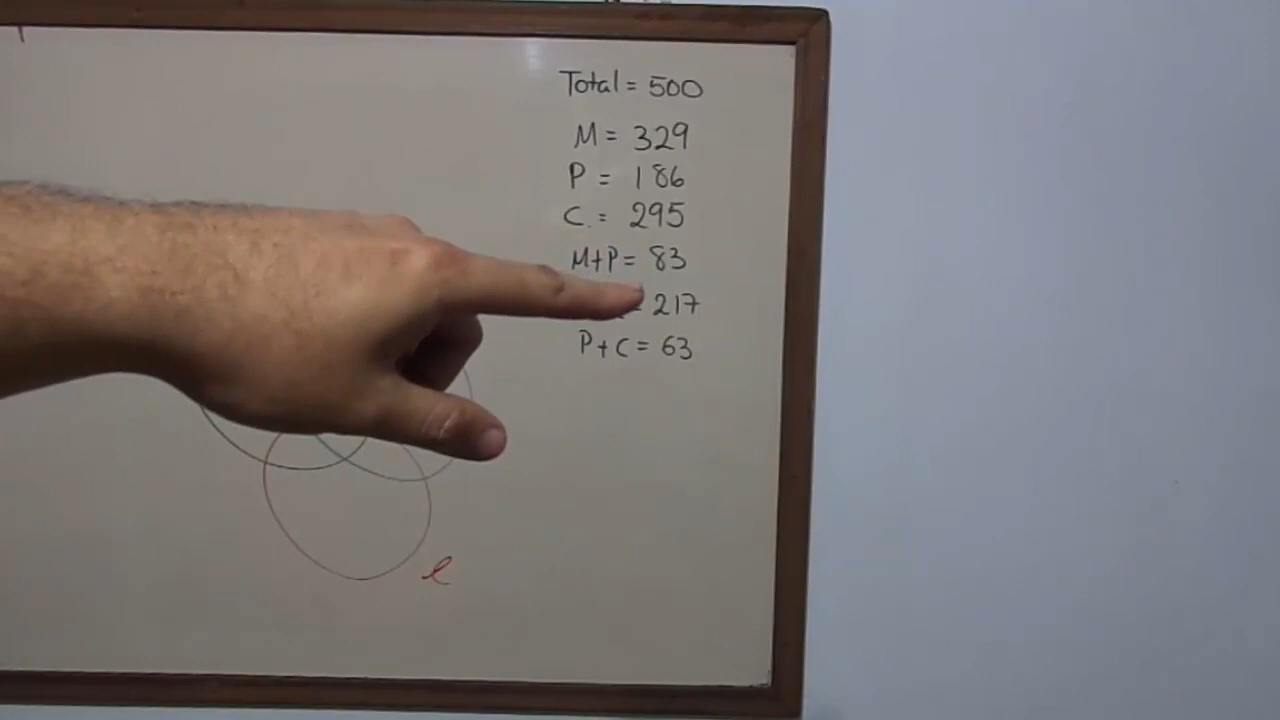 Total = 500
M = 329
P = 186
C = 295
M+P = 83
= 217
P+C = 63
C